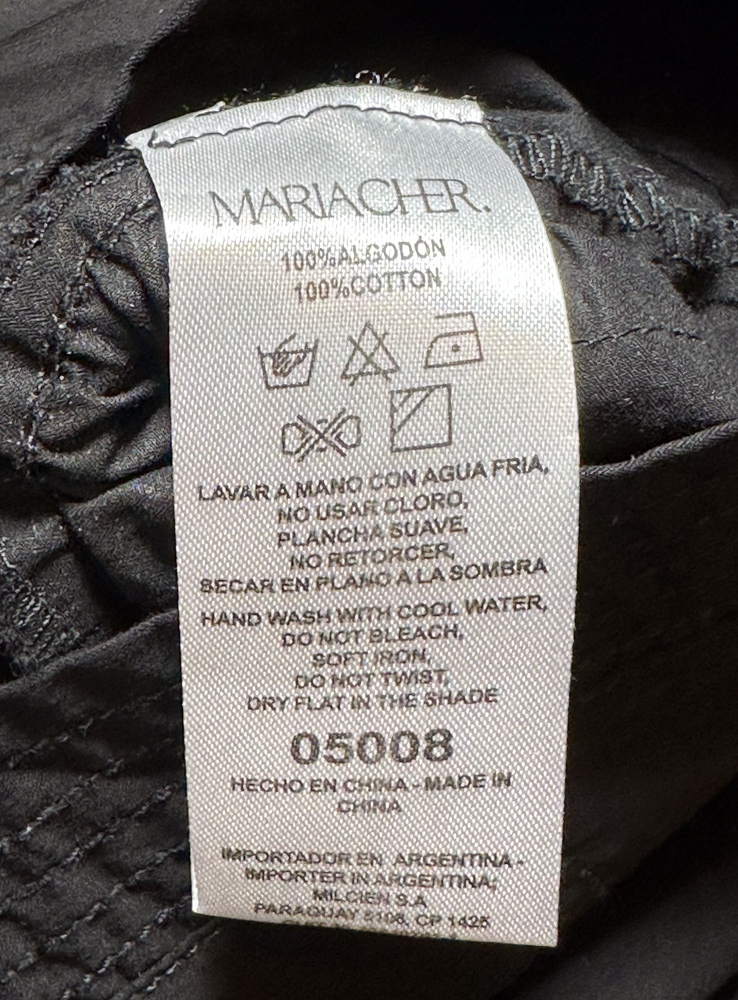 MARIACHER.
100%ALGODÓN
100%COTTON
LAVAR A MANO CON AGUA FRIA,
NO USAR CLORO,
PLANCHA SUAVE,
NO RETORCER,
SECAR EN PLANO A LA SOMBRA
HAND WASH WITH COOL WATER,
DO NOT BLEACH,
SOFT IRON,
DO NOT TWIST,
DRY FLAT IN THE SHADE
05008
HECHO EN CHINA - MADE IN
CHINA
IMPORTADOR EN ARGENTINA -
IMPORTER IN ARGENTINA;
MILCIEN S.A
PARAGUAY 5108, CP 1425